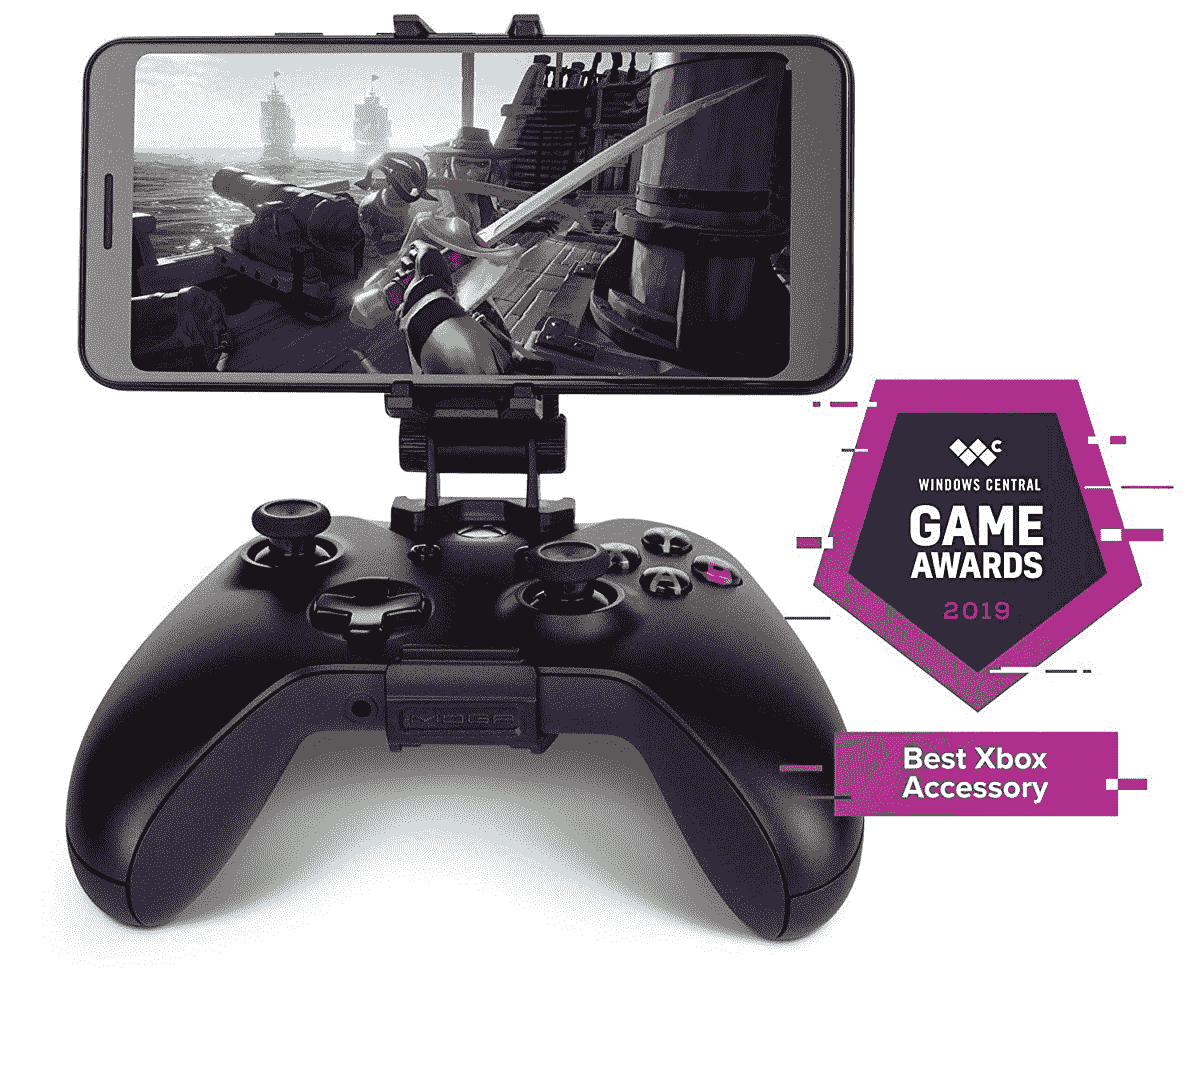 C
WINDOWS CENTRAL
GAME
AWARDS
2019
Y
X
B
A
MOGA
Best Xbox
Accessory